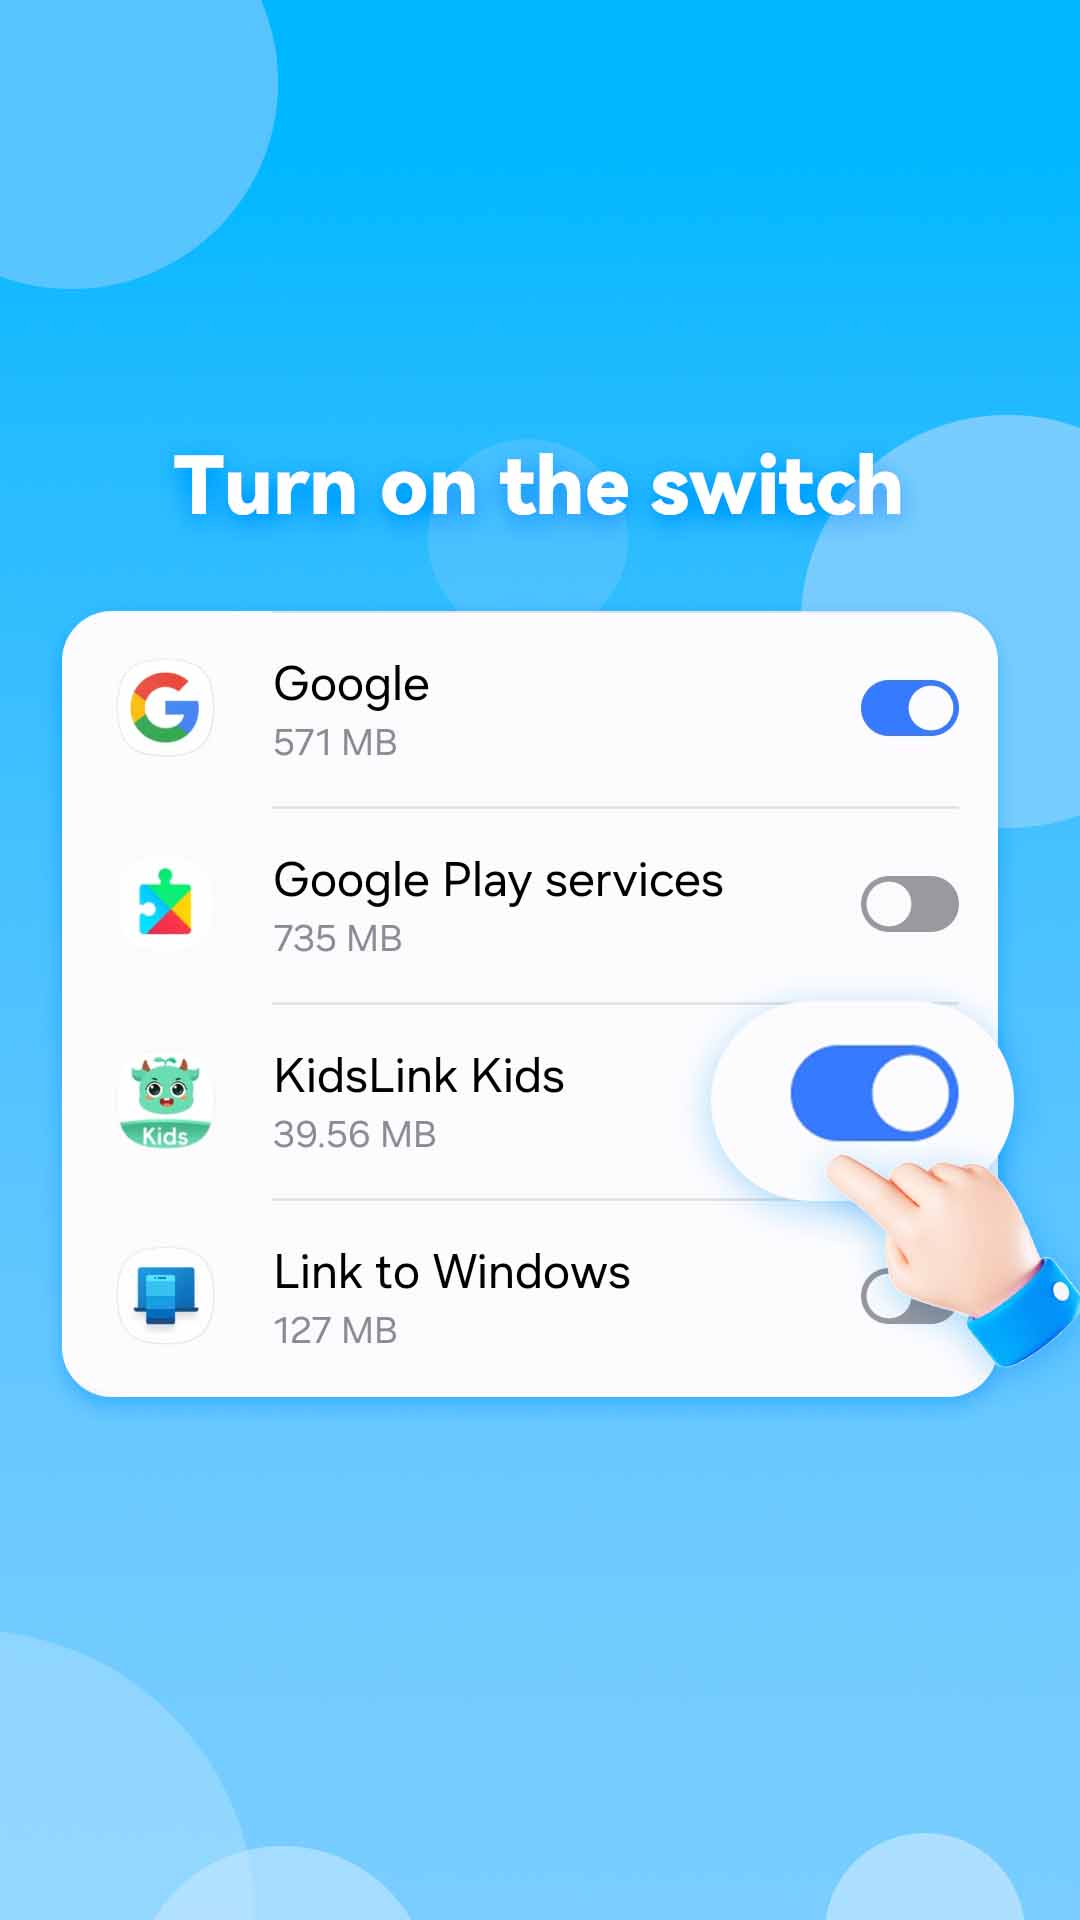 Turn on the switch
Google
571 MB
Google Play services
735 MB
KidsLink Kids
39.56 MB
Kids
Link to Windows
127 MB